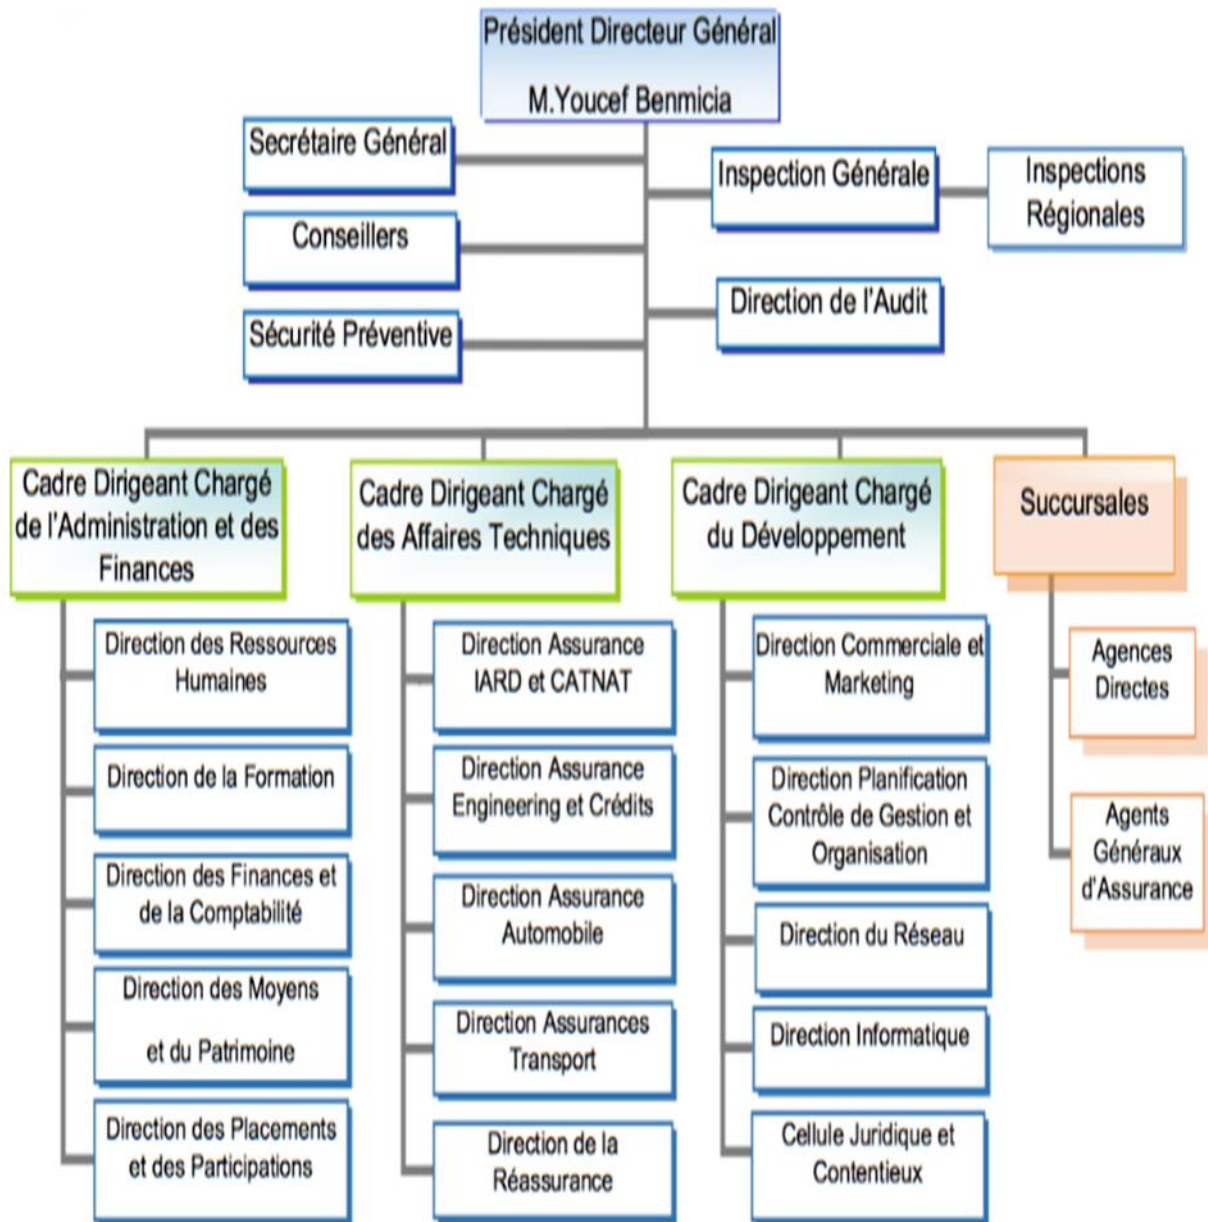 Président Directeur Général
M.Youcef Benmicia
Secrétaire Général
Inspection Générale
Inspections
Régionales
Conseillers
Direction de l'Audit
Sécurité Préventive
Cadre Dirigeant Chargé
de l'Administration et des
Finances
Direction des Ressources
Humaines
Direction de la Formation
Direction des Finances et
de la Comptabilité
Direction des Moyens
et du Patrimoine
Direction des Placements
et des Participations
Cadre Dirigeant Chargé
des Affaires Techniques
Direction Assurance
IARD et CATNAT
Direction Assurance
Engineering et Crédits
Direction Assurance
Automobile
Direction Assurances
Transport
Direction de la
Réassurance
Cadre Dirigeant Chargé
du Développement
Direction Commerciale et
Marketing
Direction Planification
Contrôle de Gestion et
Organisation
Direction du Réseau
Direction Informatique
Cellule Juridique et
Contentieux
Succursales
Agences
Directes
Agents
Généraux
d'Assurance